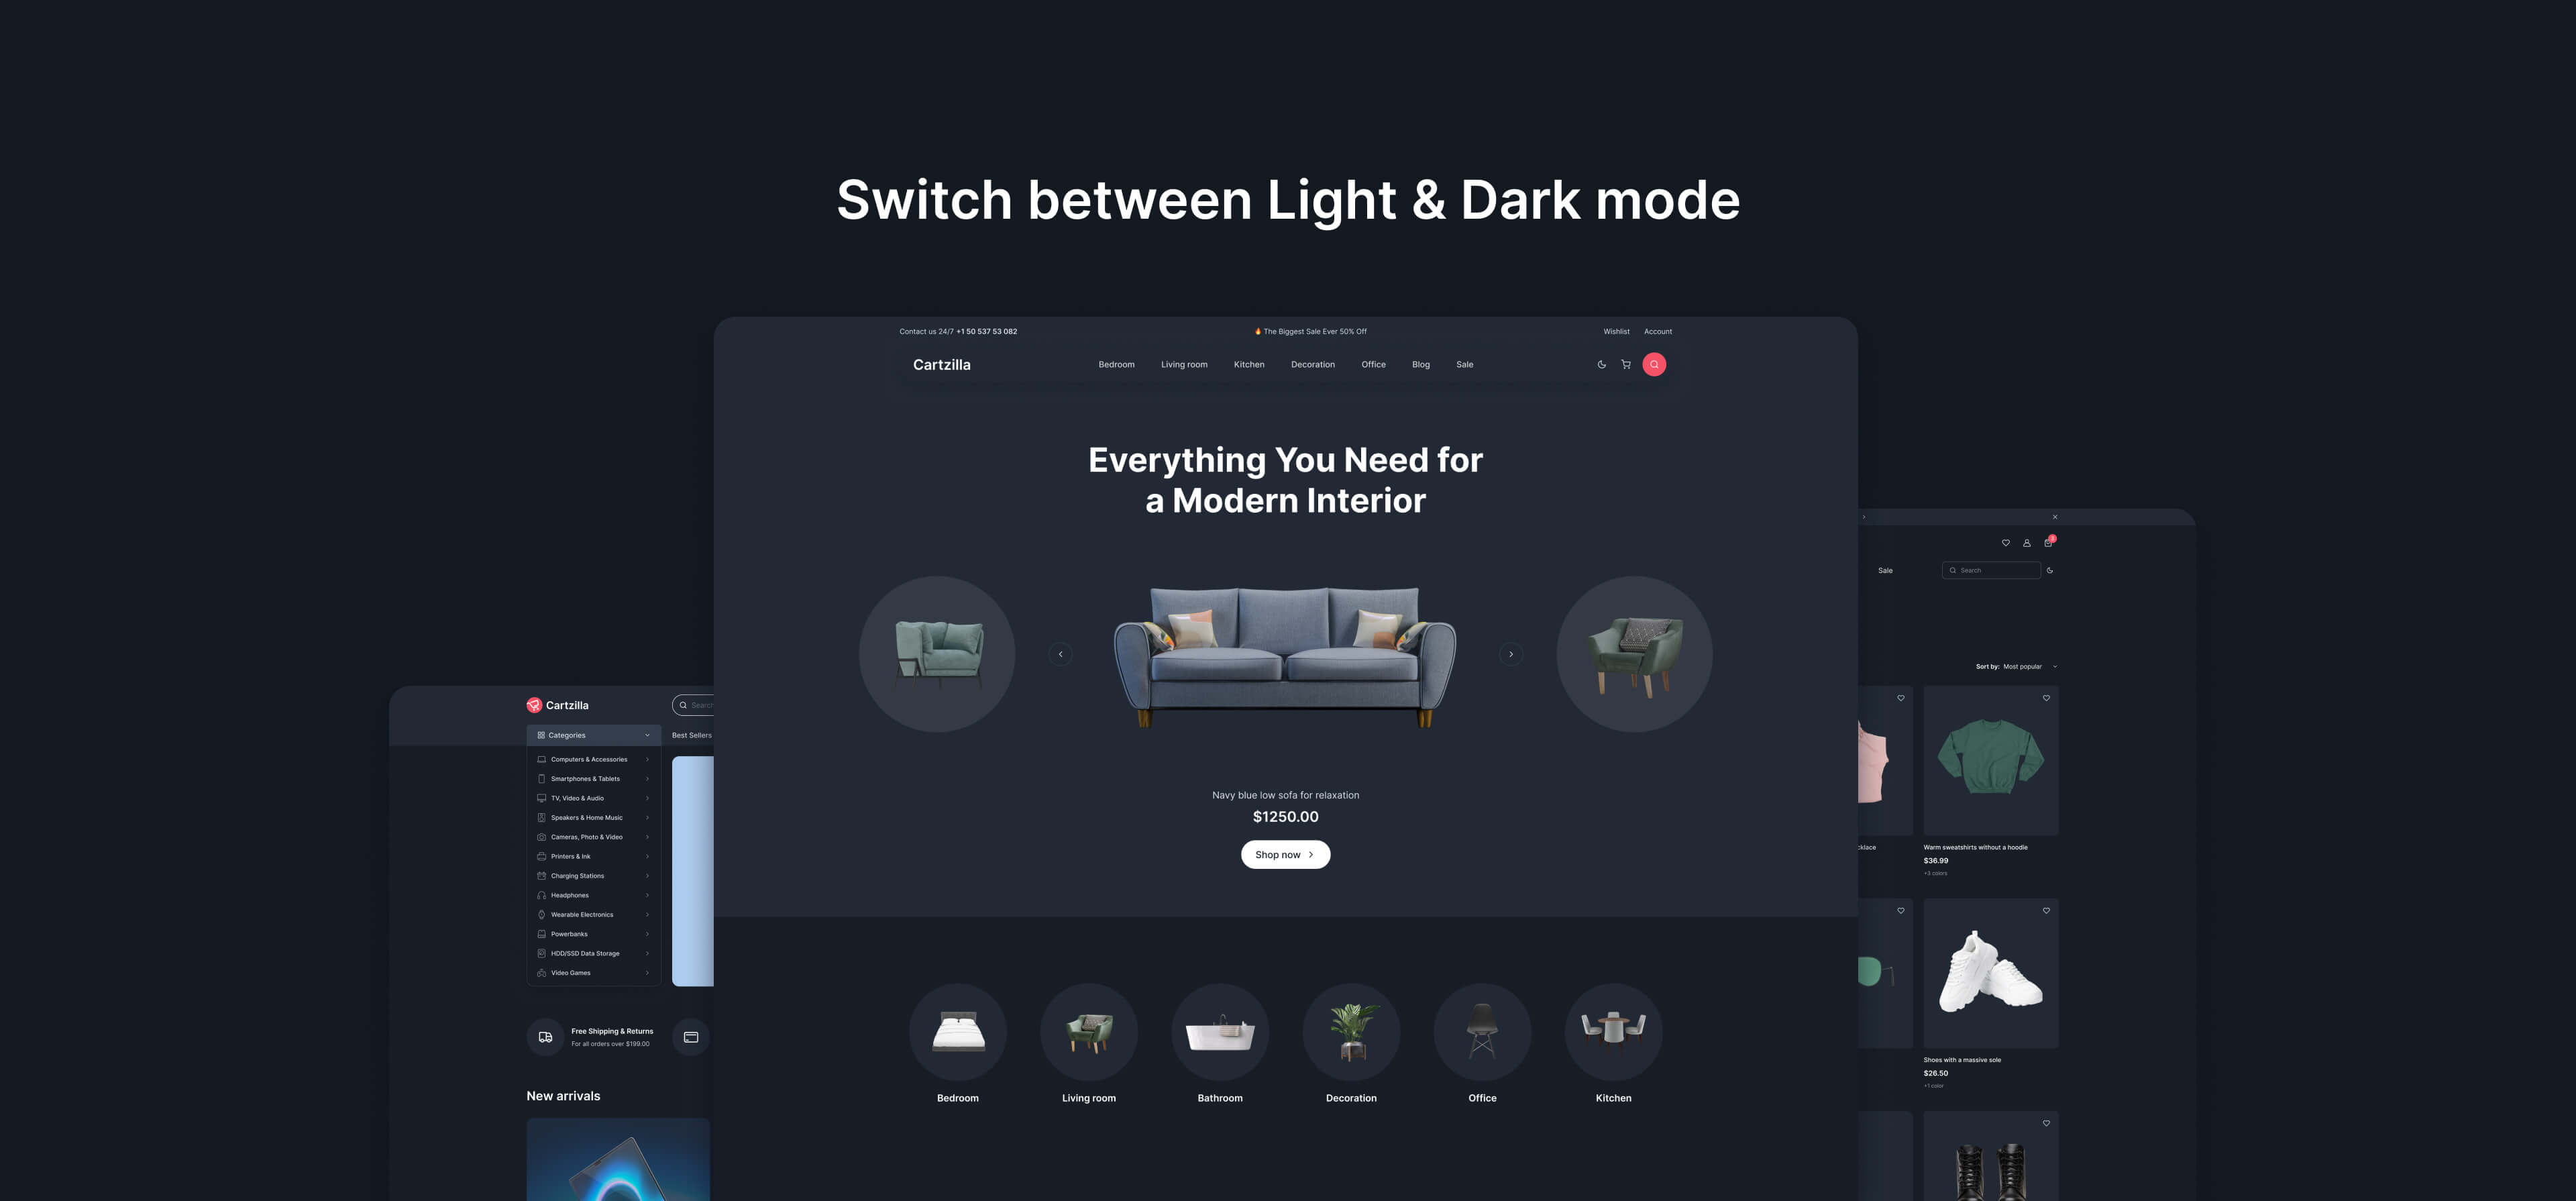 Switch between Light & Dark mode
Contact us 24/7 +1 50 537 53 082
🔥 The Biggest Sale Ever 50% Off
Wishlist Account
Cartzilla
Bedroom Living room Kitchen Decoration Office Blog Sale
Everything You Need for
a Modern Interior
Navy blue low sofa for relaxation
$1250.00
Shop now
Bedroom Living room Bathroom Decoration Office Kitchen
Cartzilla
Search
Categories
Best Sellers
Computers & Accessories
Smartphones & Tablets
TV, Video & Audio
Speakers & Home Music
Cameras, Photo & Video
Printers & Ink
Charging Stations
Headphones
Wearable Electronics
Powerbanks
HDD/SSD Data Storage
Video Games
Free Shipping & Returns
For all orders over $199.00
New arrivals
Sale
Search
Sort by: Most popular
Warm sweatshirts without a hoodie
$36.99
+3 colors
Shoes with a massive sole
$26.50
+1 color